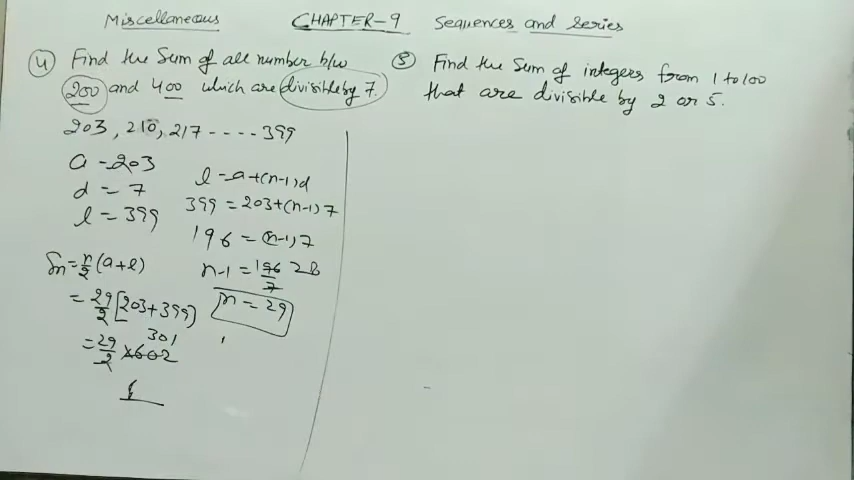 Miscellaneous CHAPTER-9 Sequences and Series
(4) Find the Sum of all number b/w
200 and 400 which are divisible by 7.
203, 210, 217 ---- 399
a = 203
d = 7
l = 399
l = a+(n-1)d
399 = 203+(n-1)7
196 = (n-1)7
n-1 = 196/7 28
n = 29
Sn = n/2 (a+l)
= 29/2 [203+399]
= 29/2 × 602 301
(5) Find the Sum of integers from 1 to 100
that are divisible by 2 or 5.